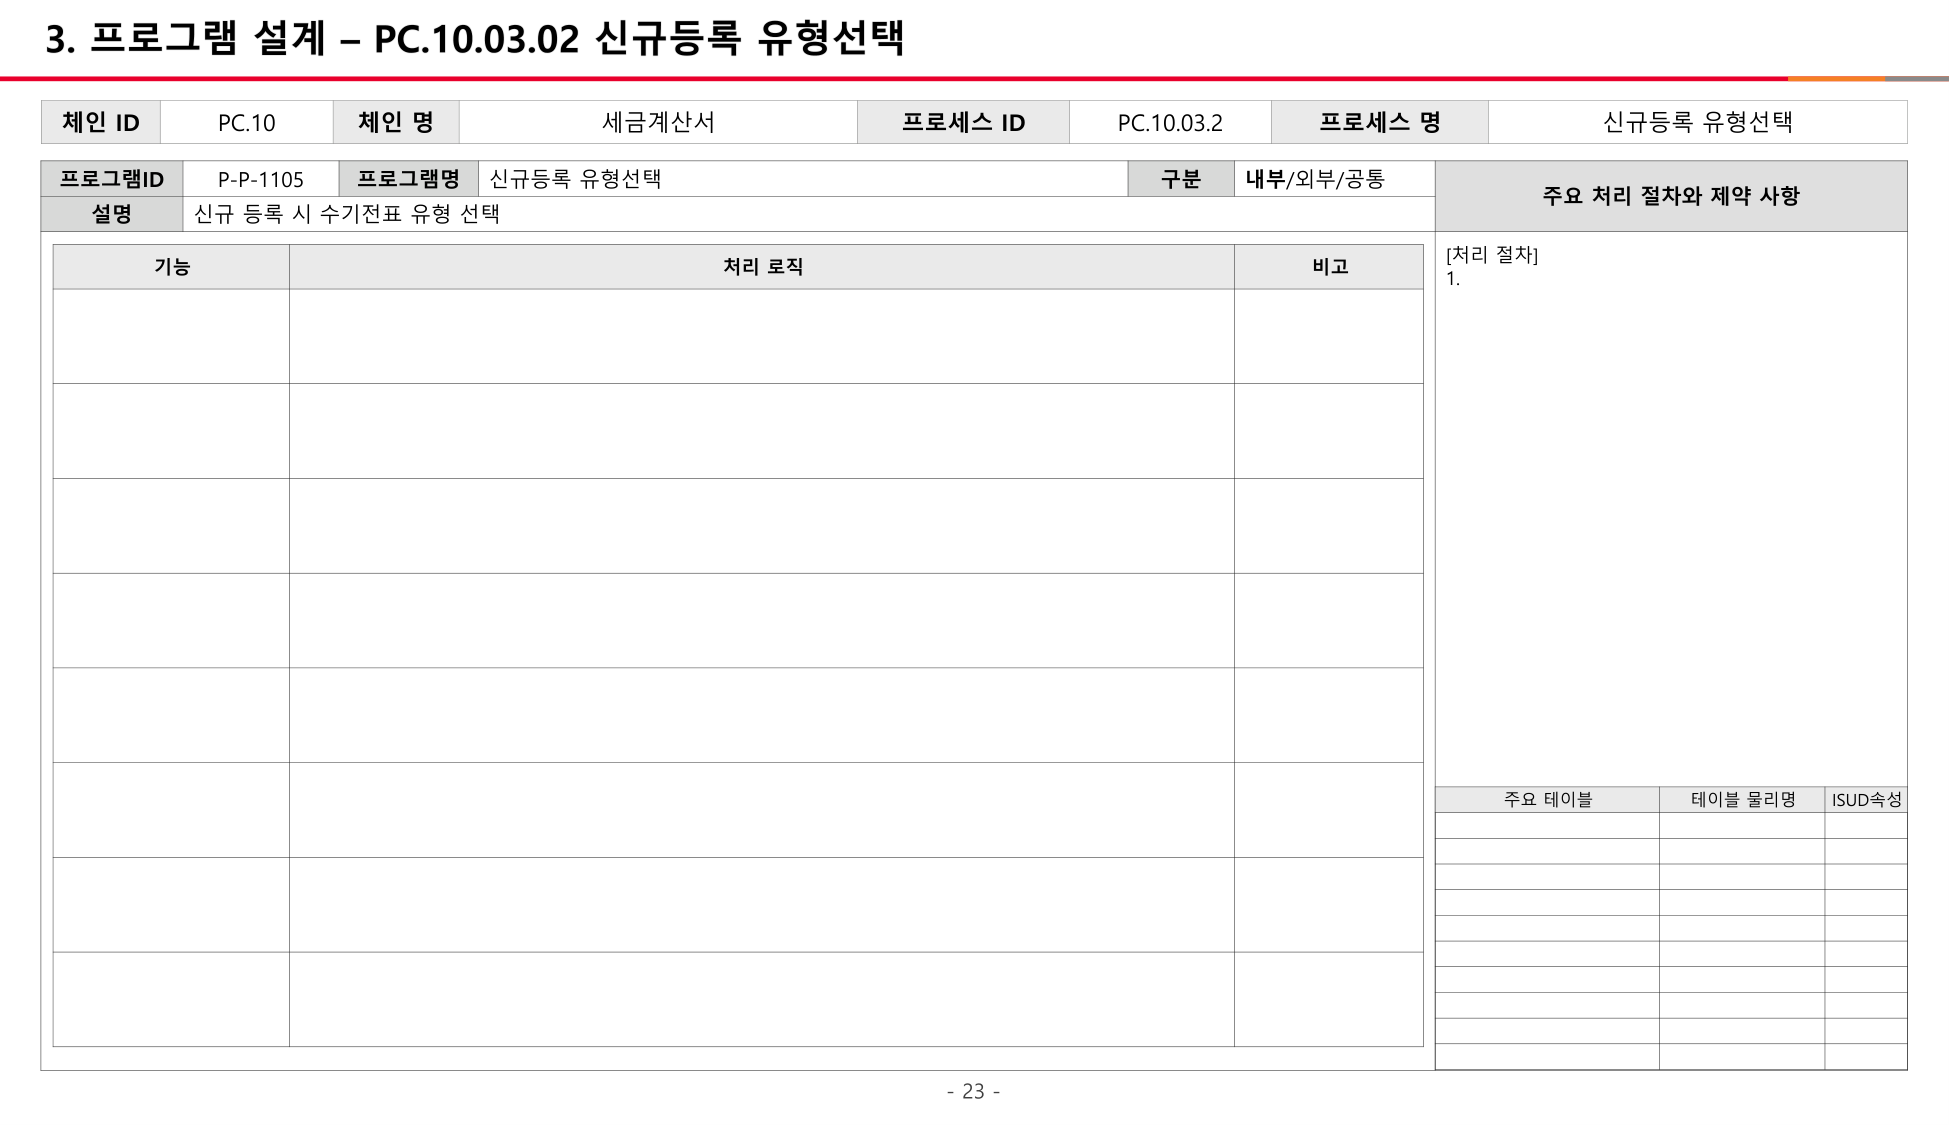 3. 프로그램 설계 – PC.10.03.02 신규등록 유형선택
체인 ID PC.10 체인 명 세금계산서 프로세스 ID PC.10.03.2 프로세스 명 신규등록 유형선택
프로그램ID P-P-1105 프로그램명 신규등록 유형선택 구분 내부/외부/공통
설명 신규 등록 시 수기전표 유형 선택
주요 처리 절차와 제약 사항
기능 처리 로직 비고
[처리 절차]
1.
주요 테이블 테이블 물리명 ISUD속성
- 23 -